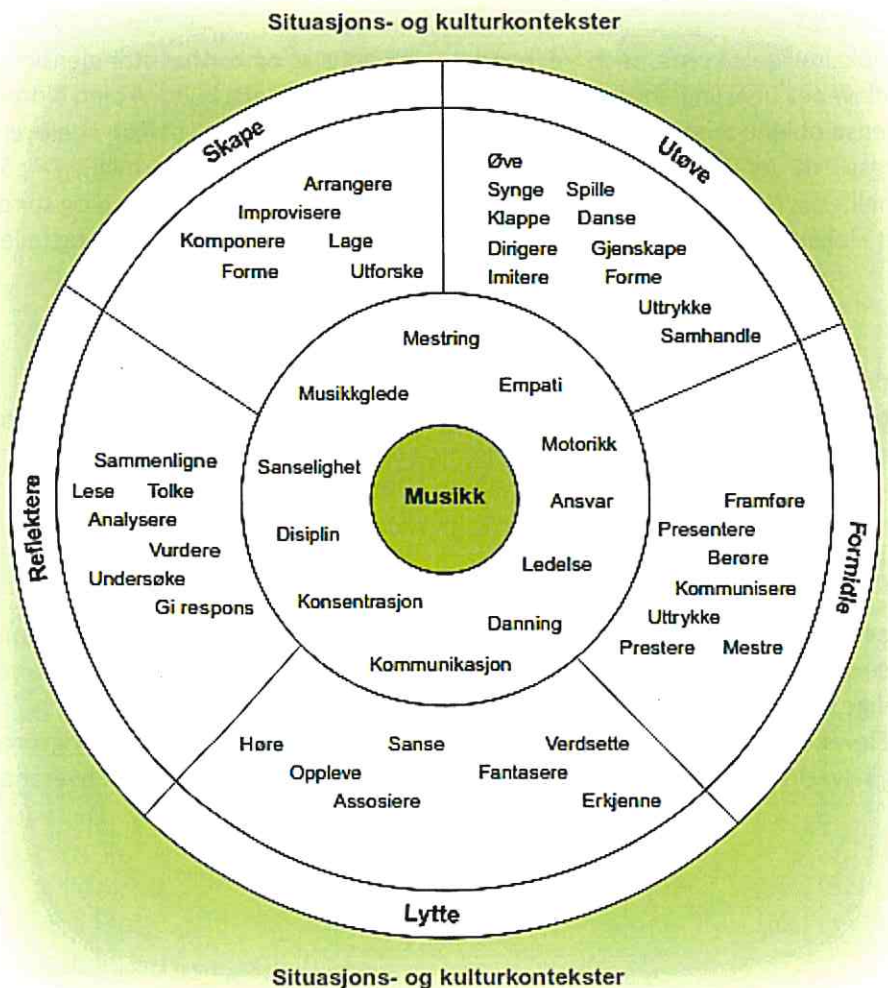 Situasjons- og kulturkontekster
Skape
Arrangere
Improvisere
Komponere Lage
Forme Utforske
Utøve
Øve
Synge Spille
Klappe Danse
Dirigere Gjenskape
Imitere Forme
Uttrykke
Samhandle
Formidle
Framføre
Presentere
Berøre
Kommunisere
Uttrykke
Prestere Mestre
Lytte
Høre Sanse Verdsette
Oppleve Fantasere
Assosiere Erkjenne
Reflektere
Sammenligne
Lese Tolke
Analysere
Vurdere
Undersøke
Gi respons
Mestring
Musikkglede Empati
Sanselighet Motorikk
Musikk Ansvar
Disiplin Ledelse
Konsentrasjon Danning
Kommunikasjon
Situasjons- og kulturkontekster